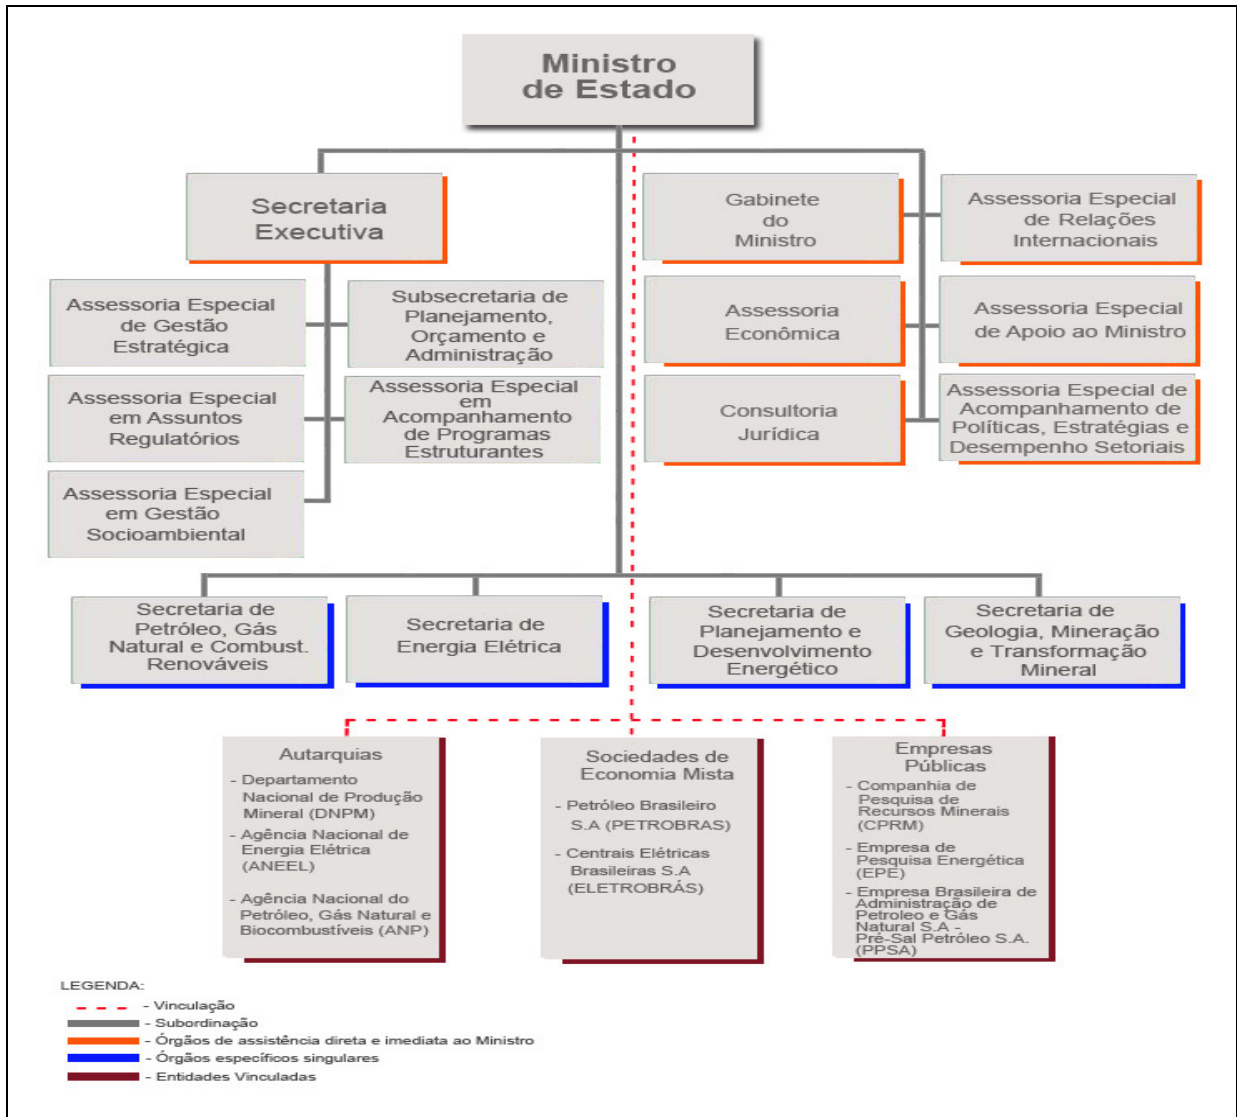 Ministro
de Estado
Secretaria
Executiva
Gabinete
do
Ministro
Assessoria Especial
de Relações
Internacionais
Assessoria Especial
de Gestão
Estratégica
Subsecretaria de
Planejamento,
Orçamento e
Administração
Assessoria
Econômica
Assessoria Especial
de Apoio ao Ministro
Assessoria Especial
em Assuntos
Regulatórios
Assessoria Especial
em
Acompanhamento
de Programas
Estruturantes
Consultoria
Jurídica
Assessoria Especial de
Acompanhamento de
Políticas, Estratégias e
Desempenho Setoriais
Assessoria Especial
em Gestão
Socioambiental
Secretaria de
Petróleo, Gás
Natural e Combust.
Renováveis
Secretaria de
Energia Elétrica
Secretaria de
Planejamento e
Desenvolvimento
Energético
Secretaria de
Geologia, Mineração
e Transformação
Mineral
Autarquias
- Departamento
Nacional de Produção
Mineral (DNPM)
- Agência Nacional de
Energia Elétrica
(ANEEL)
- Agência Nacional do
Petróleo, Gás Natural e
Biocombustíveis (ANP)
Sociedades de
Economia Mista
- Petróleo Brasileiro
S.A (PETROBRAS)
- Centrais Elétricas
Brasileiras S.A
(ELETROBRÁS)
Empresas
Públicas
- Companhia de
Pesquisa de
Recursos Minerais
(CPRM)
- Empresa de
Pesquisa Energética
(EPE)
- Empresa Brasileira de
Administração de
Petroleo e Gás
Natural S.A -
Pré-Sal Petróleo S.A.
(PPSA)
LEGENDA:
- Vinculação
- Subordinação
- Órgãos de assistência direta e imediata ao Ministro
- Órgãos específicos singulares
- Entidades Vinculadas